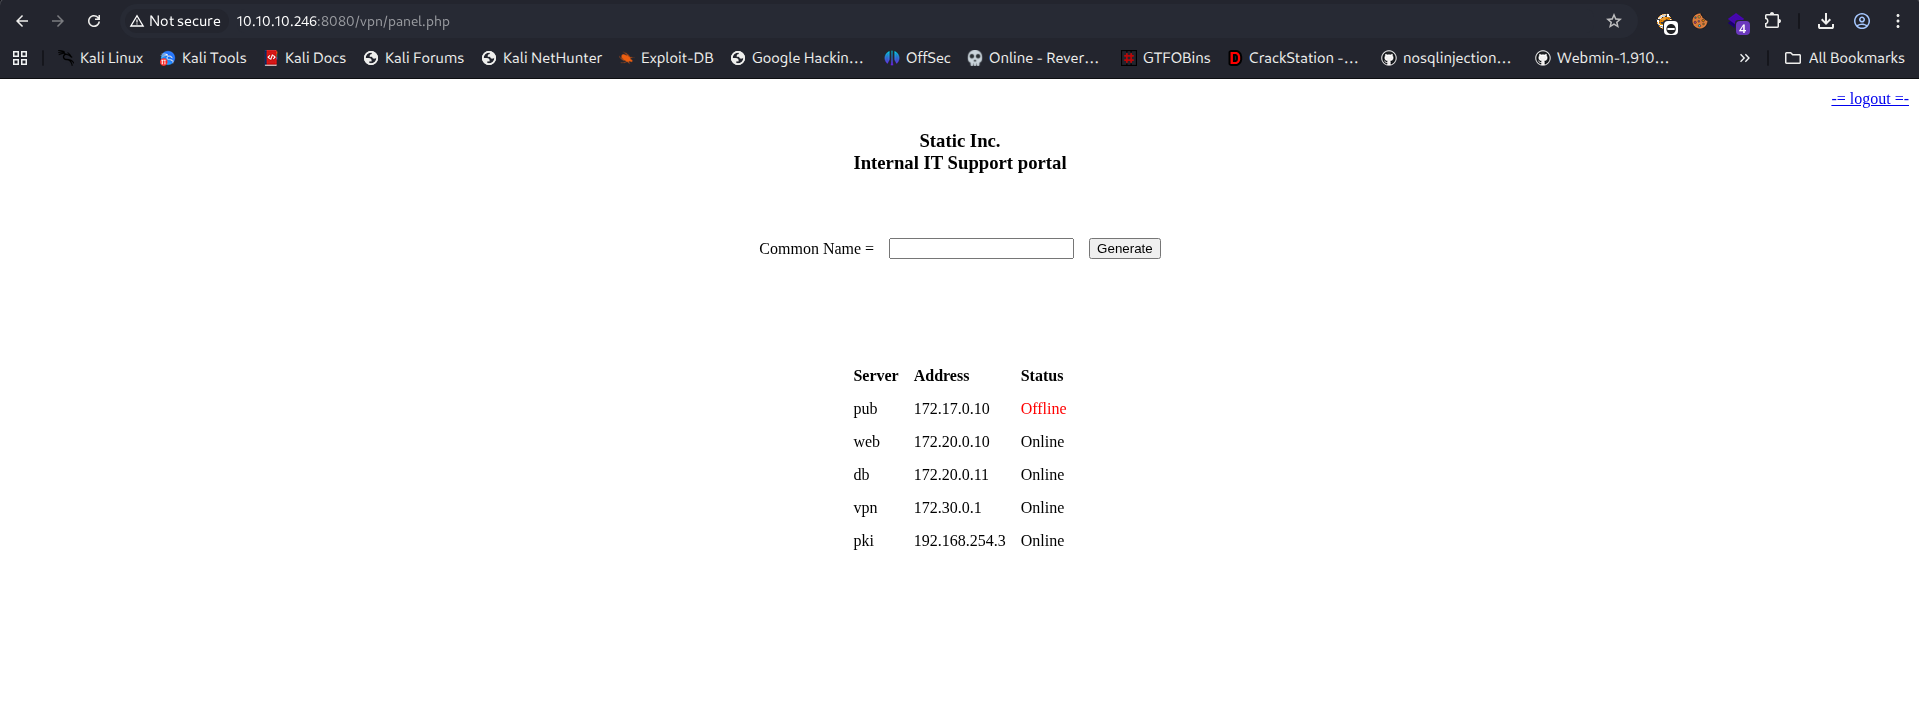 Not secure 10.10.10.246:8080/vpn/panel.php
4
Kali Linux Kali Tools Kali Docs Kali Forums Kali NetHunter Exploit-DB Google Hackin… OffSec Online - Rever… GTFOBins CrackStation -… nosqlinjection… Webmin-1.910… » All Bookmarks
-= logout =-
Static Inc.
Internal IT Support portal
Common Name = Generate
Server Address Status
pub 172.17.0.10 Offline
web 172.20.0.10 Online
db 172.20.0.11 Online
vpn 172.30.0.1 Online
pki 192.168.254.3 Online